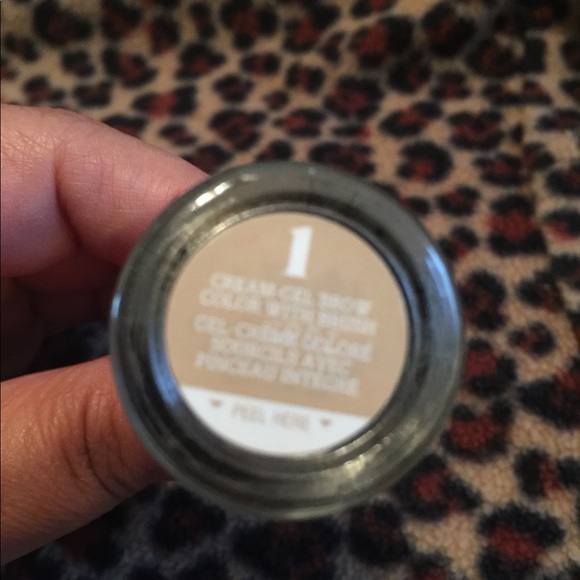 1
CREAM-GEL BROW
COLOR WITH BRUSH
GEL-CRÈME COLORÉ
SOURCILS AVEC
PINCEAU INTÉGRÉ
PEEL HERE